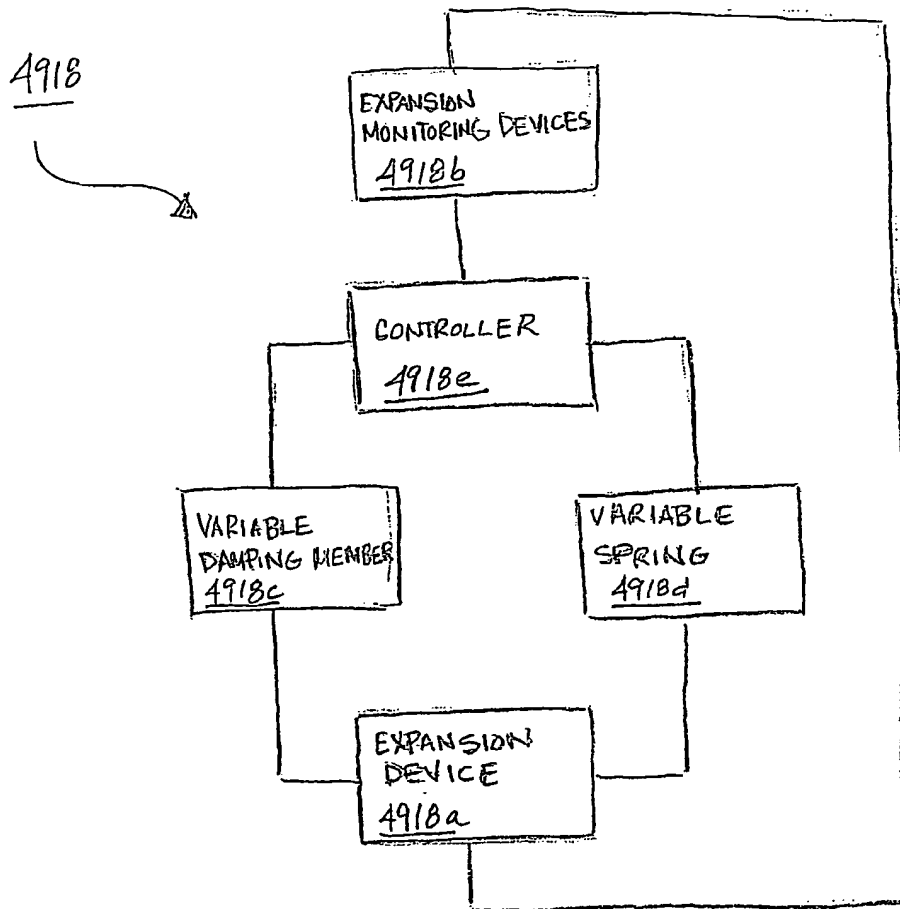 4918
EXPANSION
MONITORING DEVICES
4918b
CONTROLLER
4918e
VARIABLE
DAMPING MEMBER
4918c
VARIABLE
SPRING
4918d
EXPANSION
DEVICE
4918a